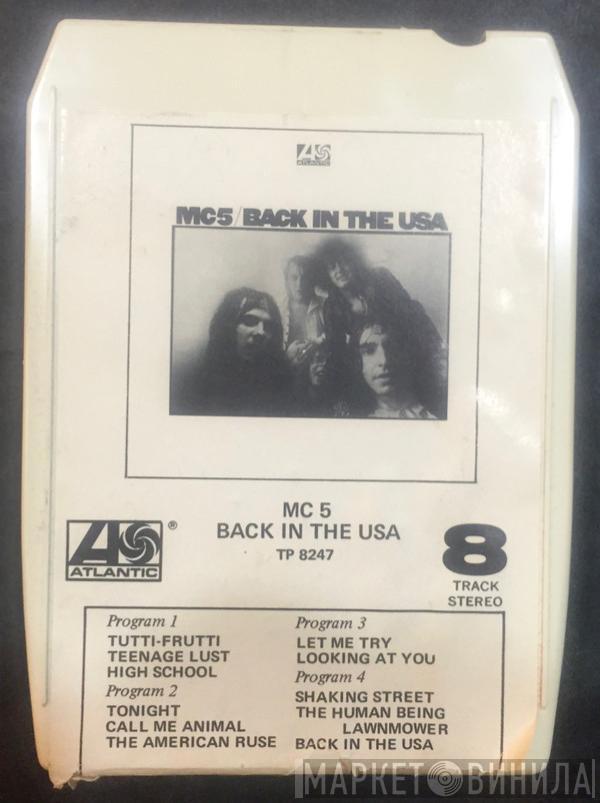 ATLANTIC
MC5/BACK IN THE USA
MC 5
BACK IN THE USA
TP 8247
ATLANTIC ®
8
TRACK
STEREO
Program 1
TUTTI-FRUTTI
TEENAGE LUST
HIGH SCHOOL
Program 2
TONIGHT
CALL ME ANIMAL
THE AMERICAN RUSE
Program 3
LET ME TRY
LOOKING AT YOU
Program 4
SHAKING STREET
THE HUMAN BEING
LAWNMOWER
BACK IN THE USA
МАРКЕТ ВИНИЛА